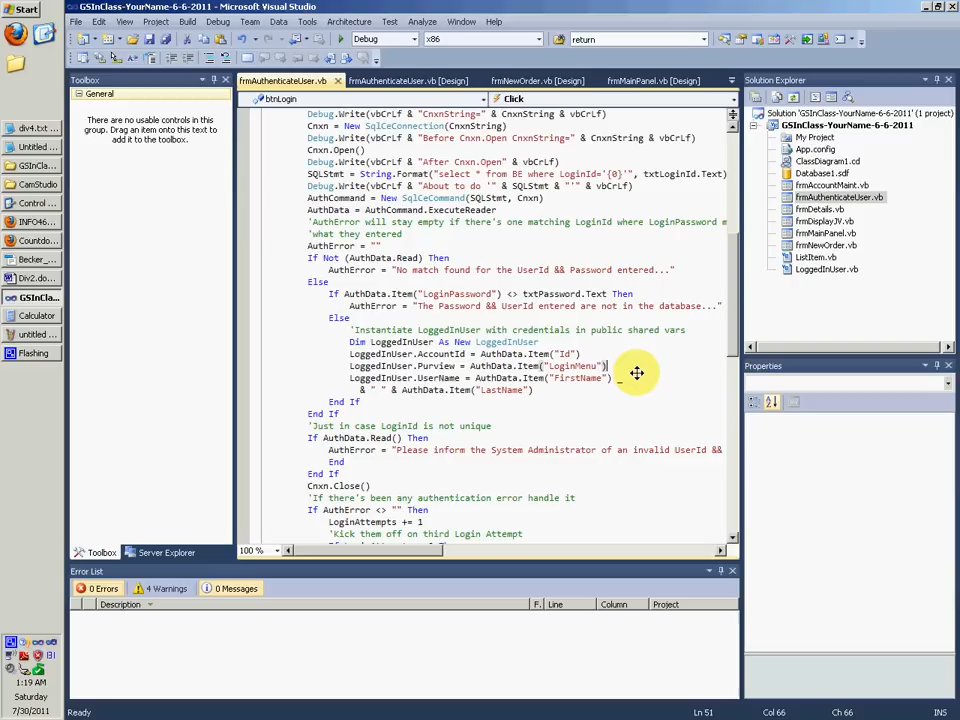 Start
GSInClass-YourName-6-6-2011 - Microsoft Visual Studio
File Edit View Project Build Debug Team Data Tools Architecture Test Analyze Window Help
Debug x86 return
Toolbox
General
There are no usable controls in this
group. Drag an item onto this text to
add it to the toolbox.
Toolbox Server Explorer
frmAuthenticateUser.vb frmAuthenticateUser.vb [Design] frmNewOrder.vb [Design] frmMainPanel.vb [Design]
btnLogin Click
Debug.Write(vbCrLf & "CnxnString=" & CnxnString & vbCrLf)
Cnxn = New SqlCeConnection(CnxnString)
Debug.Write(vbCrLf & "Before Cnxn.Open CnxnString=" & CnxnString & vbCrLf)
Cnxn.Open()
Debug.Write(vbCrLf & "After Cnxn.Open" & vbCrLf)
SQLStmt = String.Format("select * from BE where LoginId='{0}'", txtLoginId.Text)
Debug.Write(vbCrLf & "About to do '" & SQLStmt & "'" & vbCrLf)
AuthCommand = New SqlCeCommand(SQLStmt, Cnxn)
AuthData = AuthCommand.ExecuteReader
'AuthError will stay empty if there's one matching LoginId where LoginPassword m
'what they entered
AuthError = ""
If Not (AuthData.Read) Then
AuthError = "No match found for the UserId && Password entered..."
Else
If AuthData.Item("LoginPassword") <> txtPassword.Text Then
AuthError = "The Password && UserId entered are not in the database..."
Else
'Instantiate LoggedInUser with credentials in public shared vars
Dim LoggedInUser As New LoggedInUser
LoggedInUser.AccountId = AuthData.Item("Id")
LoggedInUser.Purview = AuthData.Item("LoginMenu")
LoggedInUser.UserName = AuthData.Item("FirstName") _
& " " & AuthData.Item("LastName")
End If
End If
'Just in case LoginId is not unique
If AuthData.Read() Then
AuthError = "Please inform the System Administrator of an invalid UserId &&
End
End If
Cnxn.Close()
'If there's been any authentication error handle it
If AuthError <> "" Then
LoginAttempts += 1
'Kick them off on third Login Attempt
100 %
Solution Explorer
Solution 'GSInClass-YourName-6-6-2011' (1 project)
GSInClass-YourName-6-6-2011
My Project
App.config
ClassDiagram1.cd
Database1.sdf
frmAccountMaint.vb
frmAuthenticateUser.vb
frmDetails.vb
frmDisplayJV.vb
frmMainPanel.vb
frmNewOrder.vb
ListItem.vb
LoggedInUser.vb
Properties
Error List
0 Errors 4 Warnings 0 Messages
Description F. Line Column Project
Ready Ln 51 Col 66 Ch 66 INS
div4.txt ...
Untitled ...
GSInCla...
CamStudio
Control ...
INFO46...
Countdo...
Becker_...
Div2.do...
GSInCla...
Calculator
untitled ...
Flashing
1:19 AM
Saturday
7/30/2011